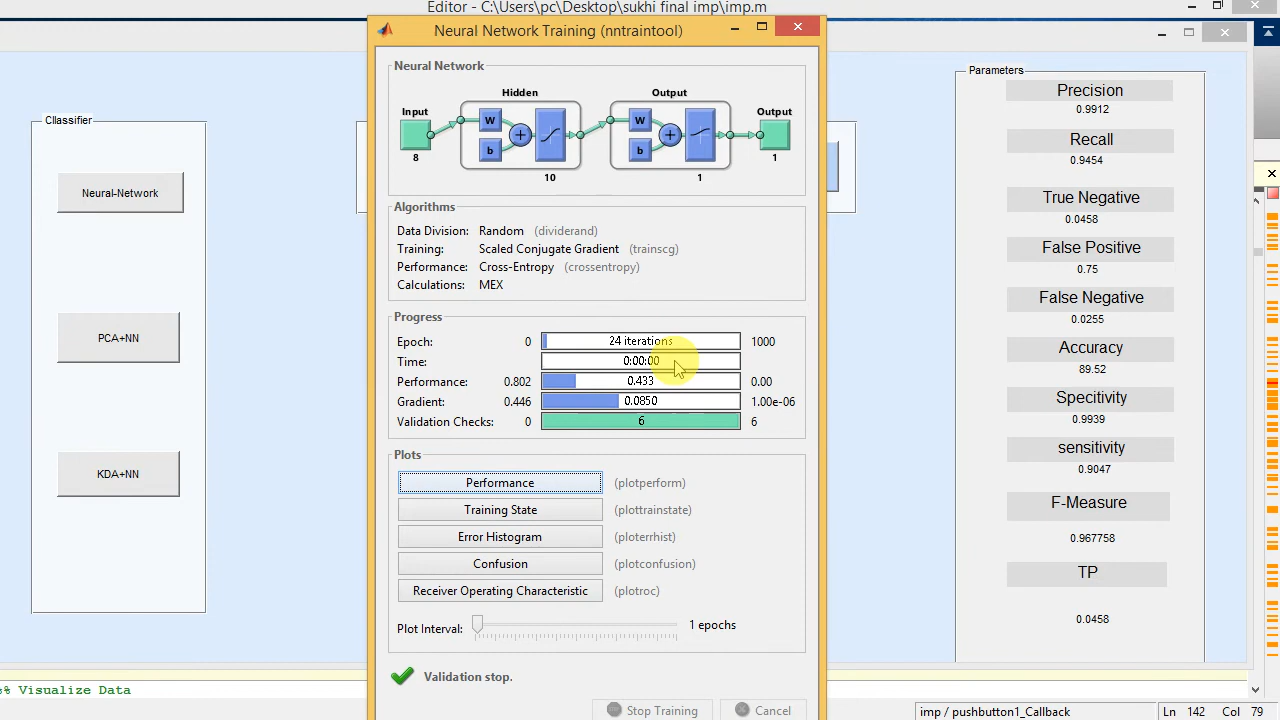 Editor - C:\Users\pc\Desktop\sukhi final imp\imp.m
Neural Network Training (nntraintool)
Neural Network
Hidden
Output
Input
Output
W
b
W
b
8
1
10
1
Algorithms
Data Division: Random (dividerand)
Training: Scaled Conjugate Gradient (trainscg)
Performance: Cross-Entropy (crossentropy)
Calculations: MEX
Progress
Epoch: 0 24 iterations 1000
Time: 0:00:00
Performance: 0.802 0.433 0.00
Gradient: 0.446 0.0850 1.00e-06
Validation Checks: 0 6 6
Plots
Performance (plotperform)
Training State (plottrainstate)
Error Histogram (ploterrhist)
Confusion (plotconfusion)
Receiver Operating Characteristic (plotroc)
Plot Interval: 1 epochs
Validation stop.
Stop Training
Cancel
Classifier
Neural-Network
PCA+NN
KDA+NN
Parameters
Precision
0.9912
Recall
0.9454
True Negative
0.0458
False Positive
0.75
False Negative
0.0255
Accuracy
89.52
Specitivity
0.9939
sensitivity
0.9047
F-Measure
0.967758
TP
0.0458
% Visualize Data
imp / pushbutton1_Callback
Ln 142 Col 79